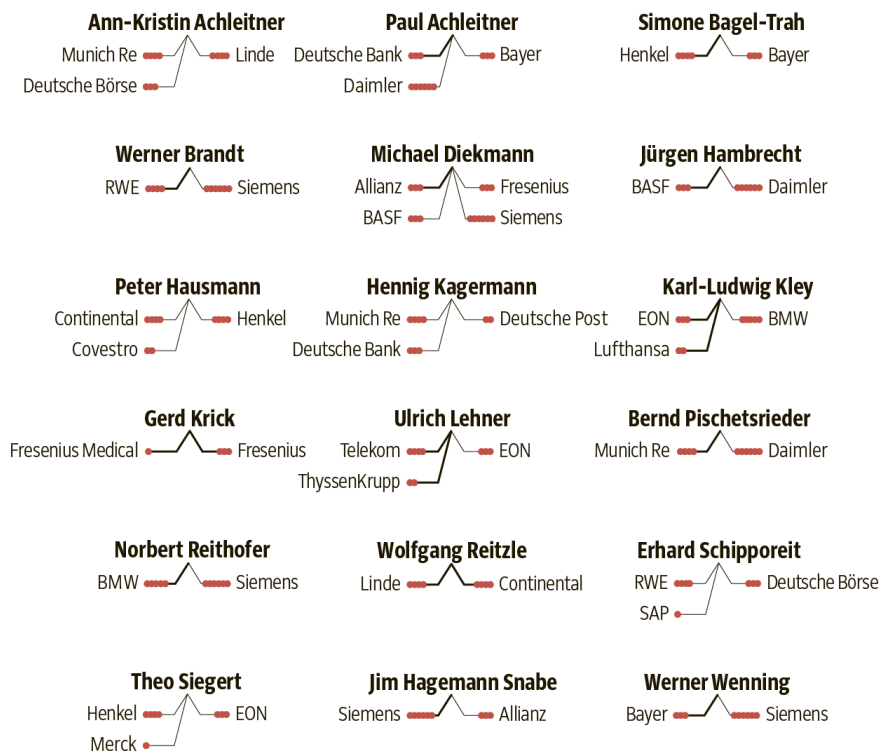 Ann-Kristin Achleitner
Munich Re
Linde
Deutsche Börse
Paul Achleitner
Deutsche Bank
Bayer
Daimler
Simone Bagel-Trah
Henkel
Bayer
Werner Brandt
RWE
Siemens
Michael Diekmann
Allianz
Fresenius
BASF
Siemens
Jürgen Hambrecht
BASF
Daimler
Peter Hausmann
Continental
Henkel
Covestro
Hennig Kagermann
Munich Re
Deutsche Post
Deutsche Bank
Karl-Ludwig Kley
EON
BMW
Lufthansa
Gerd Krick
Fresenius Medical
Fresenius
Ulrich Lehner
Telekom
EON
ThyssenKrupp
Bernd Pischetsrieder
Munich Re
Daimler
Norbert Reithofer
BMW
Siemens
Wolfgang Reitzle
Linde
Continental
Erhard Schipporeit
RWE
Deutsche Börse
SAP
Theo Siegert
Henkel
EON
Merck
Jim Hagemann Snabe
Siemens
Allianz
Werner Wenning
Bayer
Siemens